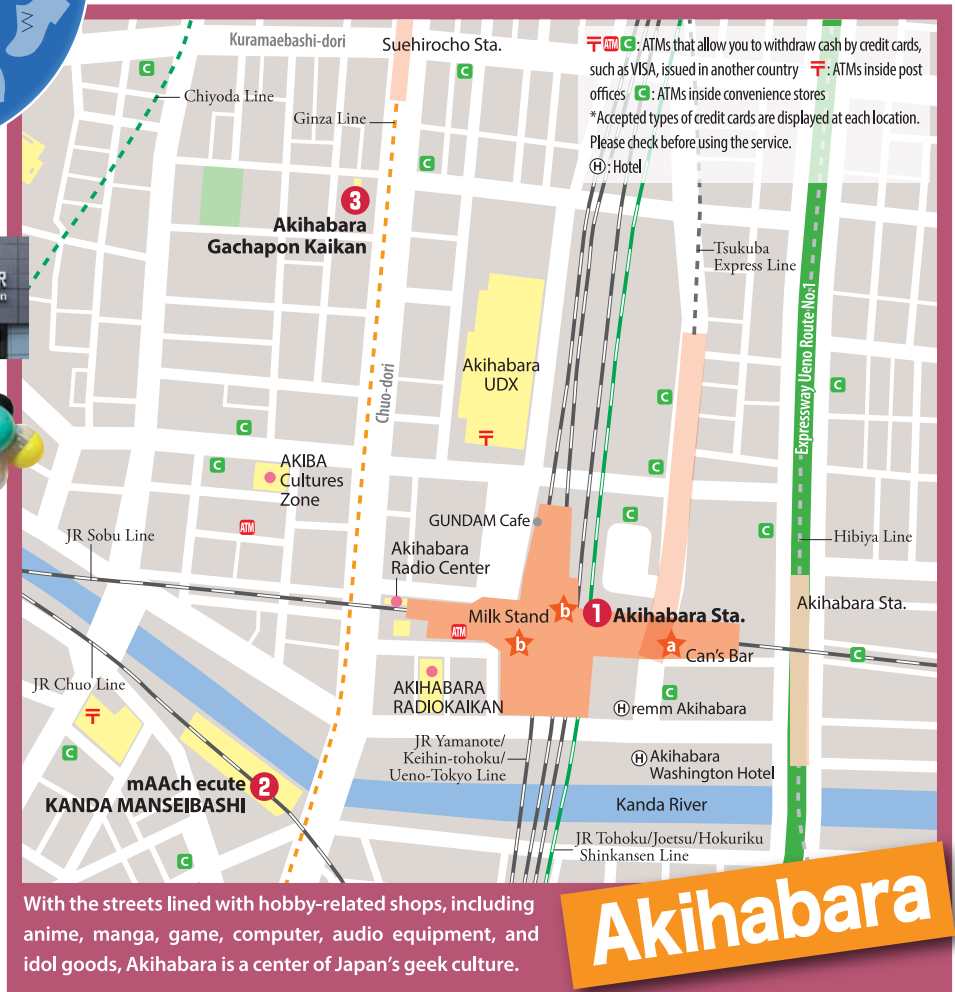 Kuramaebashi-dori
Suehirocho Sta.
〒 ATM C : ATMs that allow you to withdraw cash by credit cards,
such as VISA, issued in another country 〒: ATMs inside post
offices C : ATMs inside convenience stores
*Accepted types of credit cards are displayed at each location.
Please check before using the service.
H : Hotel
C
C
Chiyoda Line
Ginza Line
C
3
Akihabara
Gachapon Kaikan
Tsukuba
Express Line
Expressway Ueno Route No.1
Chuo-dori
Akihabara
UDX
〒
C
C
C
C
AKIBA
Cultures
Zone
C
ATM
GUNDAM Cafe
C
C
JR Sobu Line
Hibiya Line
Akihabara
Radio Center
Milk Stand
b
1
Akihabara Sta.
Akihabara Sta.
ATM
b
a
Can's Bar
C
JR Chuo Line
〒
AKIHABARA
RADIOKAIKAN
C
H remm Akihabara
JR Yamanote/
Keihin-tohoku/
Ueno-Tokyo Line
C
H Akihabara
Washington Hotel
mAAch ecute
KANDA MANSEIBASHI
2
Kanda River
C
JR Tohoku/Joetsu/Hokuriku
Shinkansen Line
With the streets lined with hobby-related shops, including
anime, manga, game, computer, audio equipment, and
idol goods, Akihabara is a center of Japan's geek culture.
Akihabara